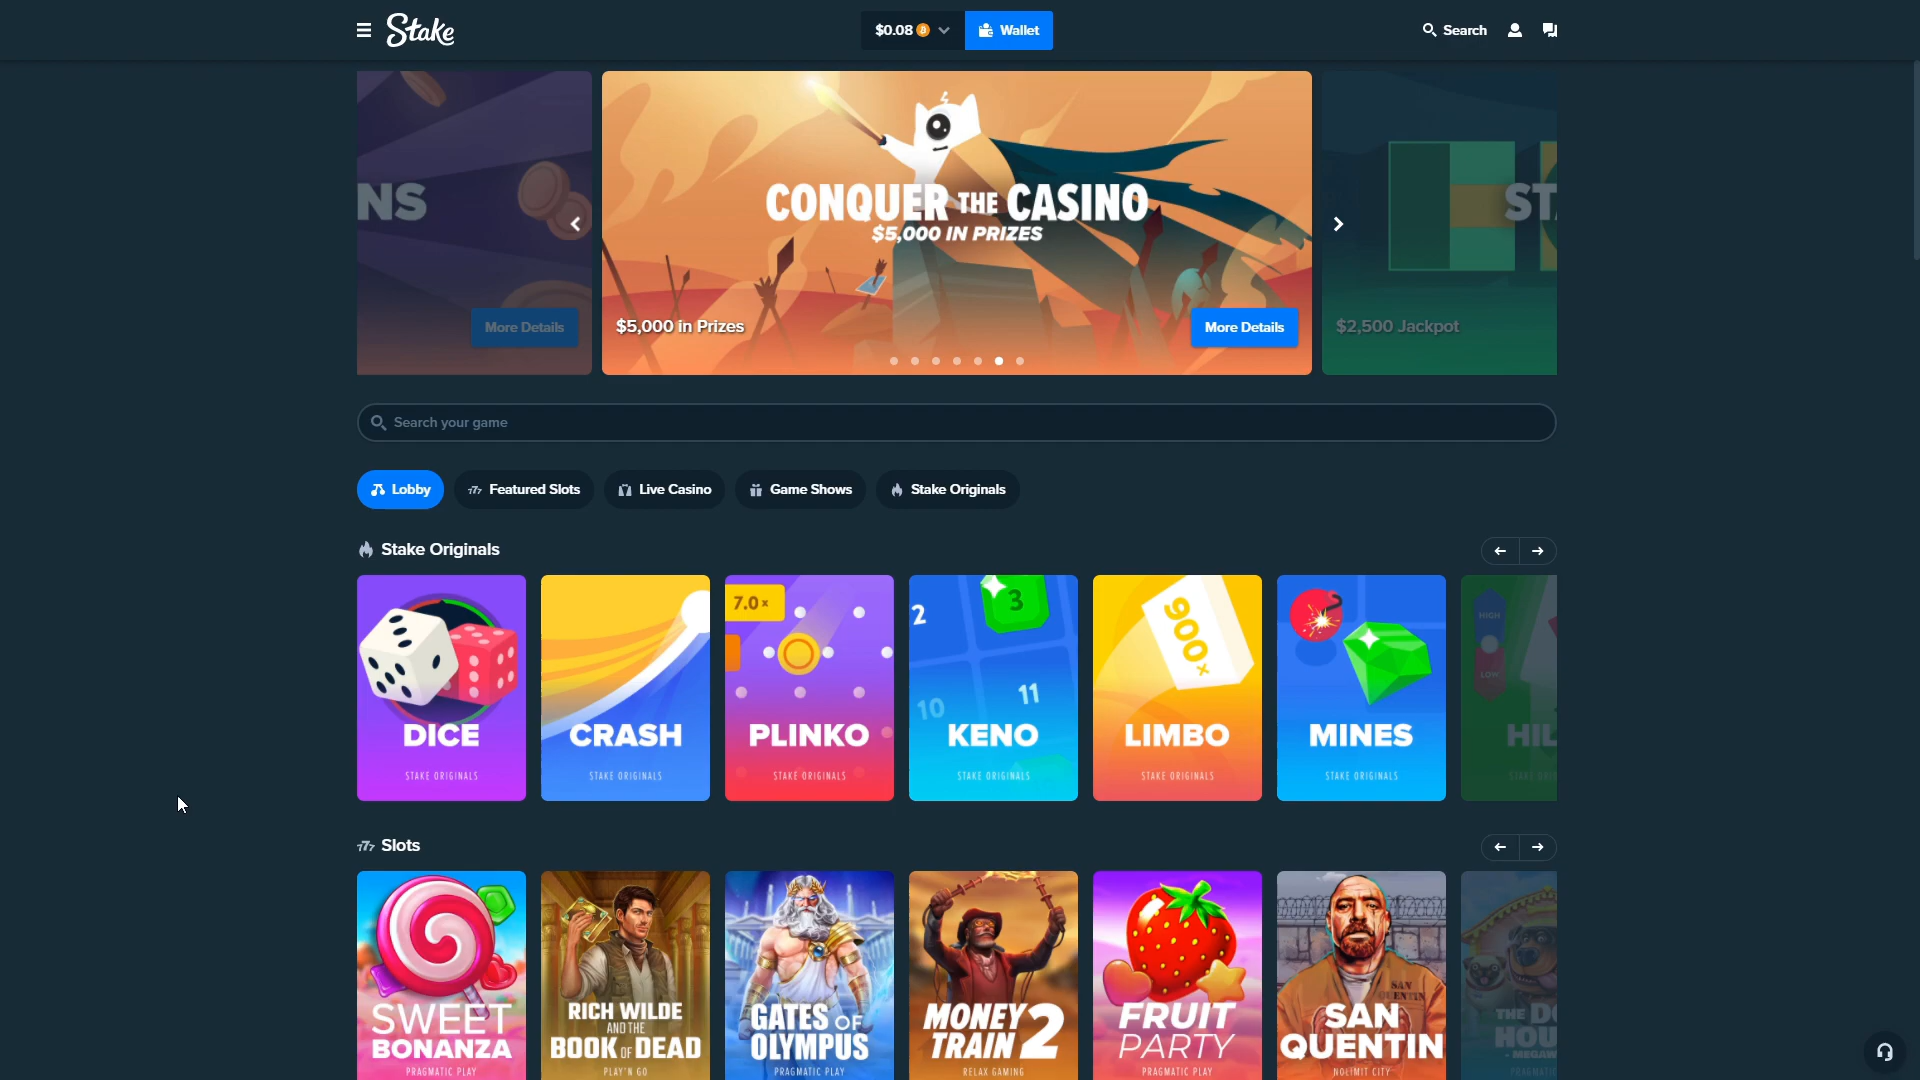 Stake
$0.08
Wallet
Search
NS
More Details
CONQUER THE CASINO
$5,000 IN PRIZES
$5,000 in Prizes
More Details
$2,500 Jackpot
Search your game
Lobby
Featured Slots
Live Casino
Game Shows
Stake Originals
Stake Originals
DICE
STAKE ORIGINALS
CRASH
STAKE ORIGINALS
7.0×
PLINKO
STAKE ORIGINALS
2
3
10
11
KENO
STAKE ORIGINALS
900×
LIMBO
STAKE ORIGINALS
MINES
STAKE ORIGINALS
HIGH
LOW
Slots
SWEET
BONANZA
PRAGMATIC PLAY
RICH WILDE
AND THE
BOOK OF DEAD
PLAY'N GO
GATES OF
OLYMPUS
PRAGMATIC PLAY
MONEY
TRAIN 2
RELAX GAMING
FRUIT
PARTY
PRAGMATIC PLAY
SAN
QUENTIN
SAN
QUENTIN
NOLIMIT CITY
THE